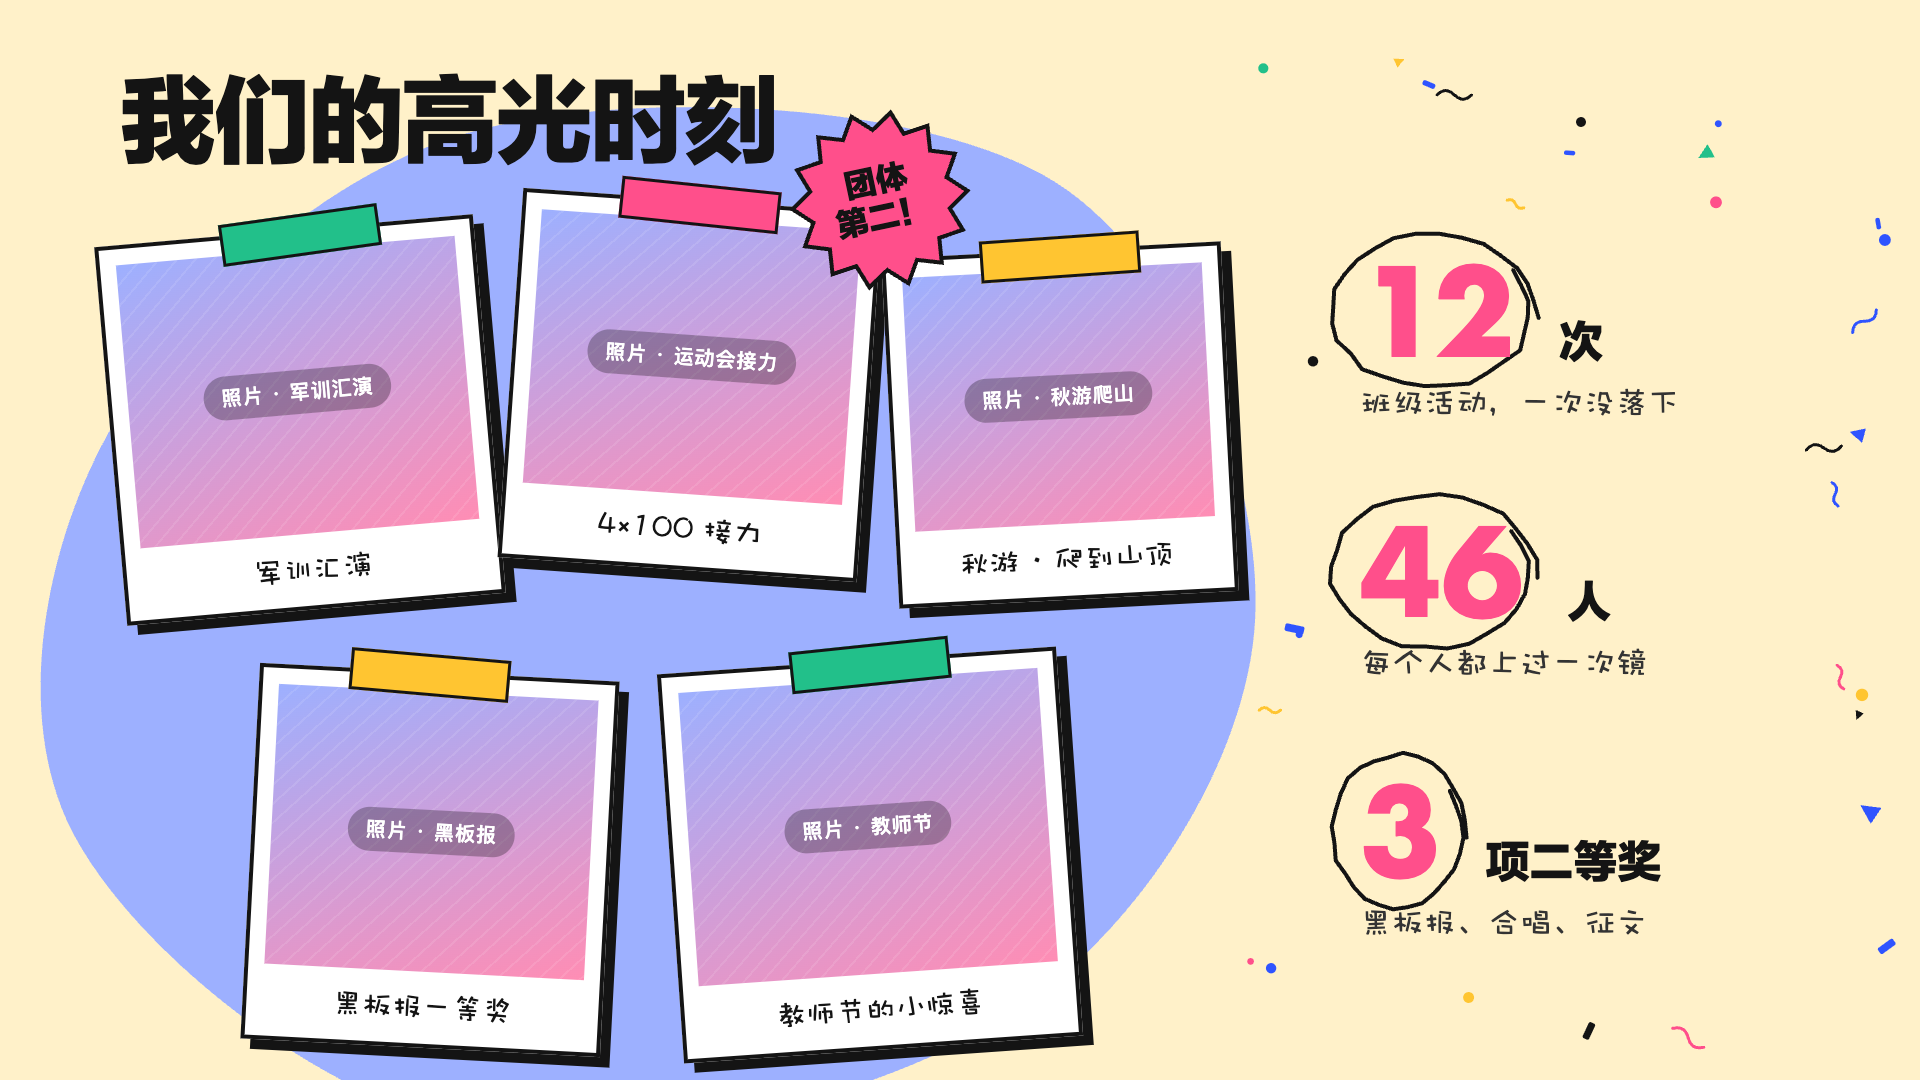 我们的高光时刻
团体
第二!
照片 · 军训汇演
军训汇演
照片 · 运动会接力
4×100 接力
照片 · 秋游爬山
秋游 · 爬到山顶
照片 · 黑板报
黑板报一等奖
照片 · 教师节
教师节的小惊喜
12 次
班级活动，一次没落下
46 人
每个人都上过一次镜
3 项二等奖
黑板报、合唱、征文